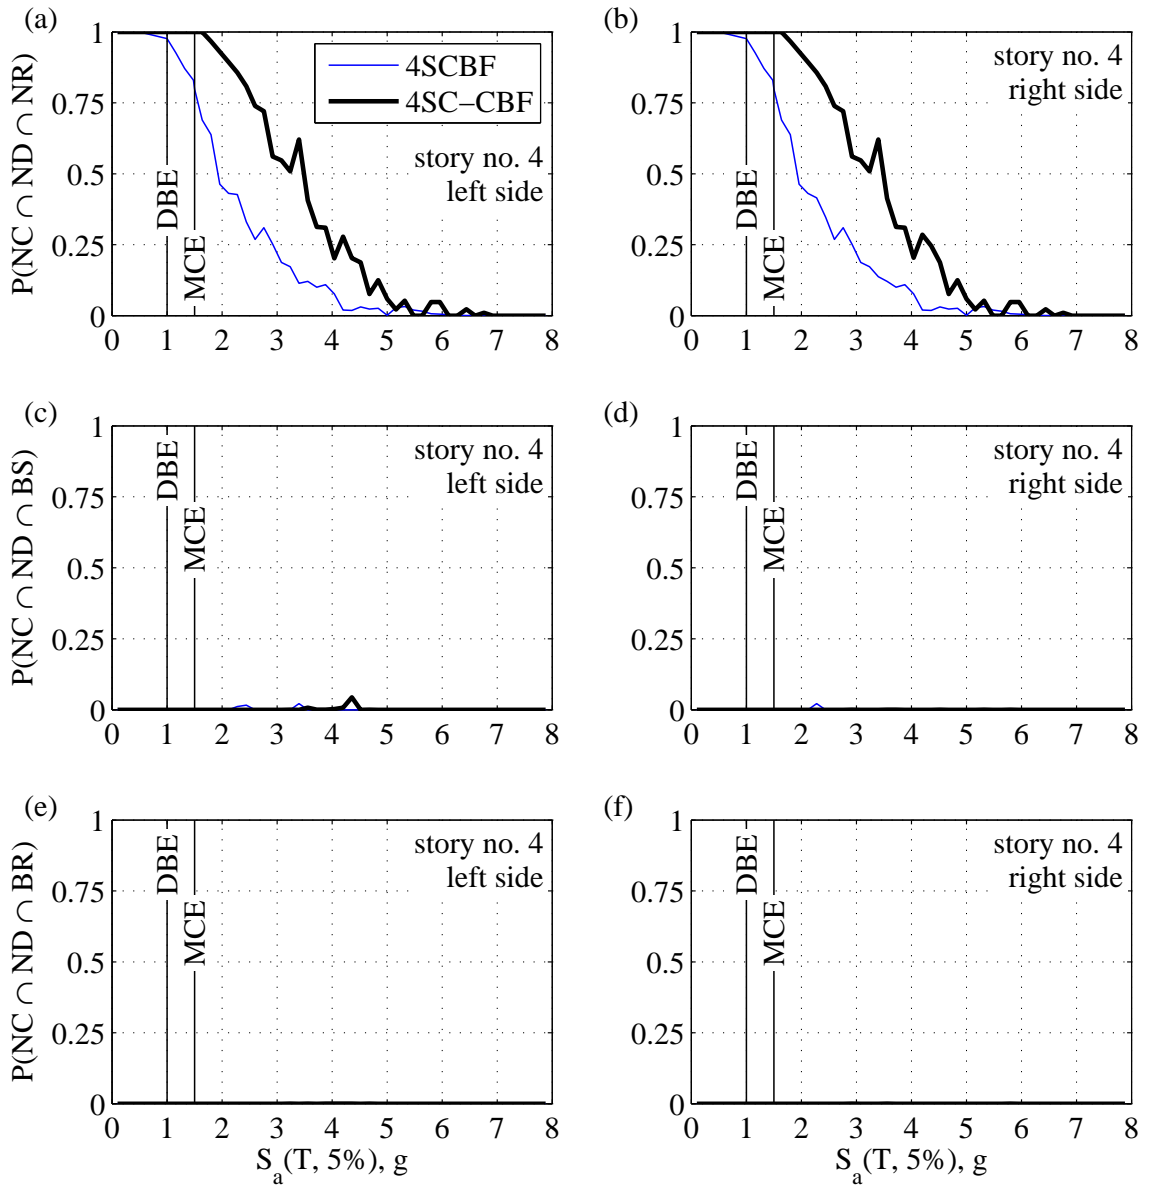 (a)
P(NC ∩ ND ∩ NR)
1
0.75
0.5
0.25
0
DBE
MCE
4SCBF
4SC−CBF
story no. 4
left side
0 1 2 3 4 5 6 7 8
(b)
1
0.75
0.5
0.25
0
DBE
MCE
story no. 4
right side
0 1 2 3 4 5 6 7 8
(c)
P(NC ∩ ND ∩ BS)
1
0.75
0.5
0.25
0
DBE
MCE
story no. 4
left side
0 1 2 3 4 5 6 7 8
(d)
1
0.75
0.5
0.25
0
DBE
MCE
story no. 4
right side
0 1 2 3 4 5 6 7 8
(e)
P(NC ∩ ND ∩ BR)
1
0.75
0.5
0.25
0
DBE
MCE
story no. 4
left side
0 1 2 3 4 5 6 7 8
S_a(T, 5%), g
(f)
1
0.75
0.5
0.25
0
DBE
MCE
story no. 4
right side
0 1 2 3 4 5 6 7 8
S_a(T, 5%), g